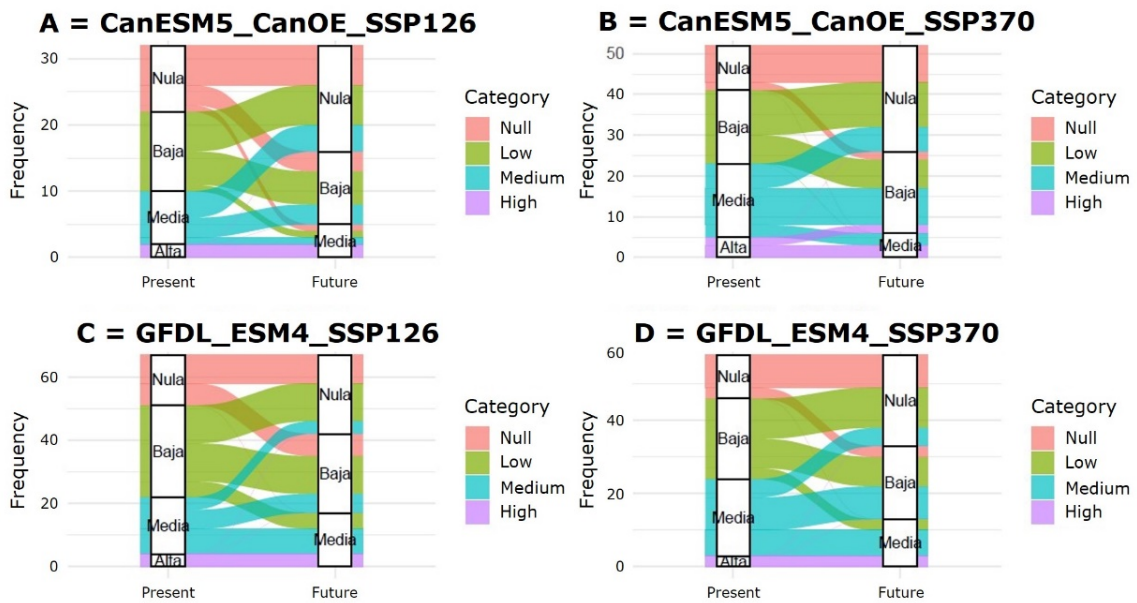 A = CanESM5_CanOE_SSP126
30
20
10
0
Frequency
Nula
Baja
Media
Alta
Nula
Baja
Media
Present
Future
Category
Null
Low
Medium
High
B = CanESM5_CanOE_SSP370
50
40
30
20
10
0
Frequency
Nula
Baja
Media
Alta
Nula
Baja
Media
Present
Future
Category
Null
Low
Medium
High
C = GFDL_ESM4_SSP126
60
40
20
0
Frequency
Nula
Baja
Media
Alta
Nula
Baja
Media
Present
Future
Category
Null
Low
Medium
High
D = GFDL_ESM4_SSP370
60
40
20
0
Frequency
Nula
Baja
Media
Alta
Nula
Baja
Media
Present
Future
Category
Null
Low
Medium
High